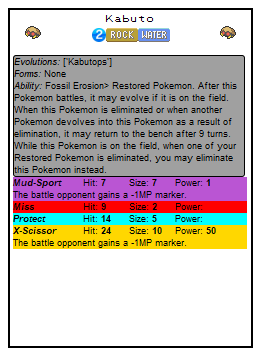 Kabuto
2 ROCK WATER
Evolutions: ['Kabutops']
Forms: None
Ability: Fossil Erosion> Restored Pokemon. After this
Pokemon battles, it may evolve if it is on the field.
When this Pokemon is eliminated or when another
Pokemon devolves into this Pokemon as a result of
elimination, it may return to the bench after 9 turns.
While this Pokemon is on the field, when one of your
Restored Pokemon is eliminated, you may eliminate
this Pokemon instead.
Mud-Sport Hit: 7 Size: 7 Power: 1
The battle opponent gains a -1MP marker.
Miss Hit: 9 Size: 2 Power:
Protect Hit: 14 Size: 5 Power:
X-Scissor Hit: 24 Size: 10 Power: 50
The battle opponent gains a -1MP marker.